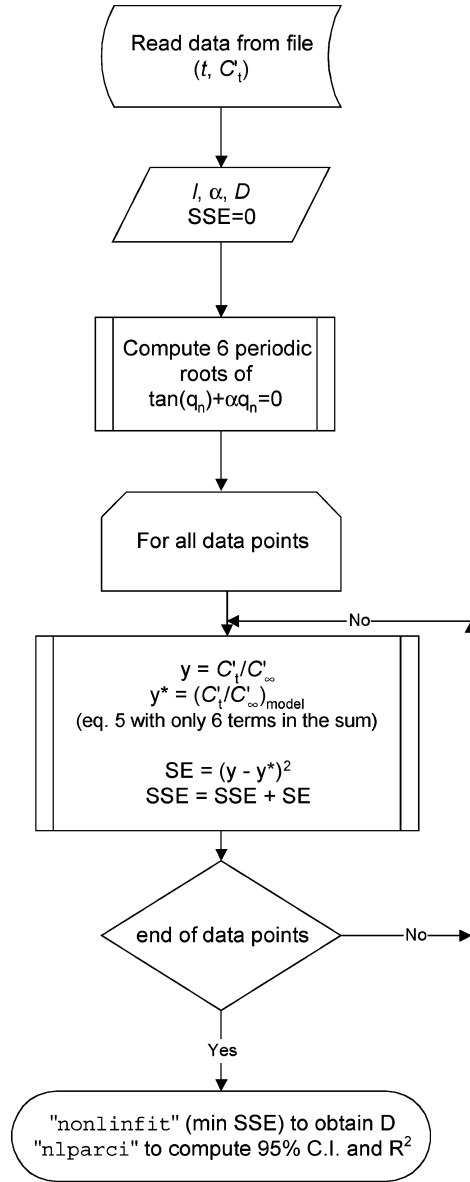 Read data from file
(t, C't)
l, α, D
SSE=0
Compute 6 periodic
roots of
tan(qn)+αqn=0
For all data points
No
y = C't/C'∞
y* = (C't/C'∞)model
(eq. 5 with only 6 terms in the sum)
SE = (y - y*)²
SSE = SSE + SE
end of data points
No
Yes
"nonlinfit" (min SSE) to obtain D
"nlparci" to compute 95% C.I. and R²